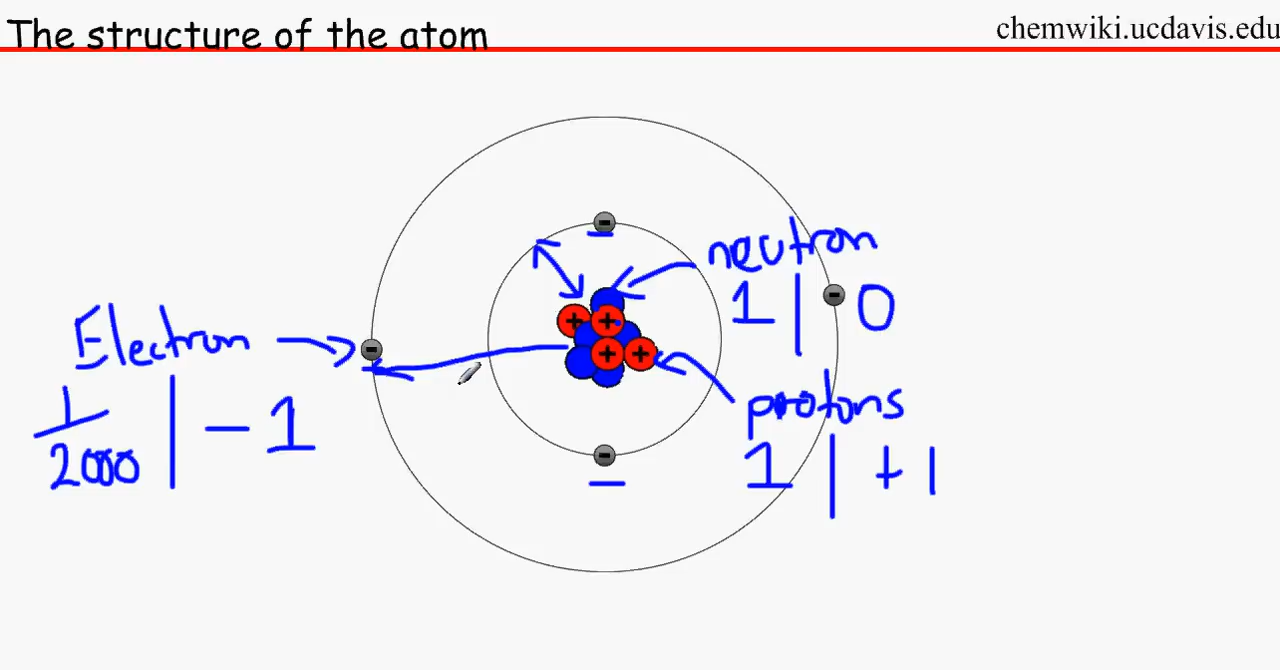 The structure of the atom
chemwiki.ucdavis.edu
neutron
1 | 0
Electron
1/2000 | - 1
protons
1 | + 1